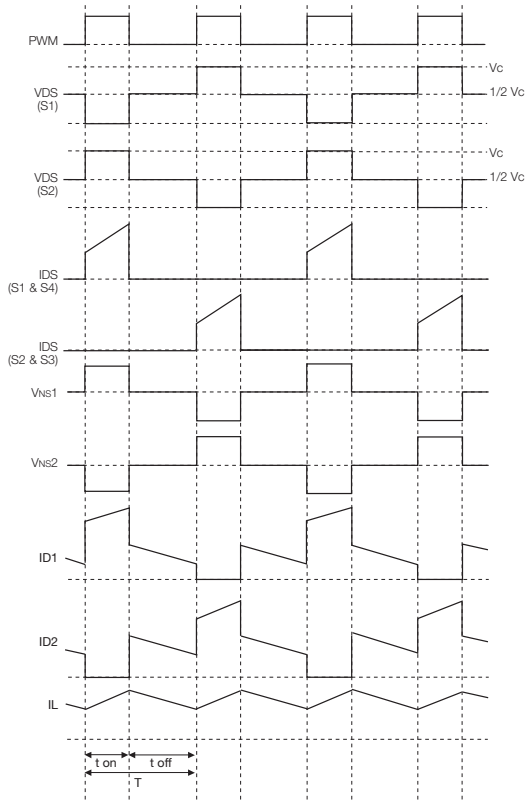 PWM
Vc
VDS
(S1)
1/2 Vc
Vc
VDS
(S2)
1/2 Vc
IDS
(S1 & S4)
IDS
(S2 & S3)
VNS1
VNS2
ID1
ID2
IL
t on
t off
T